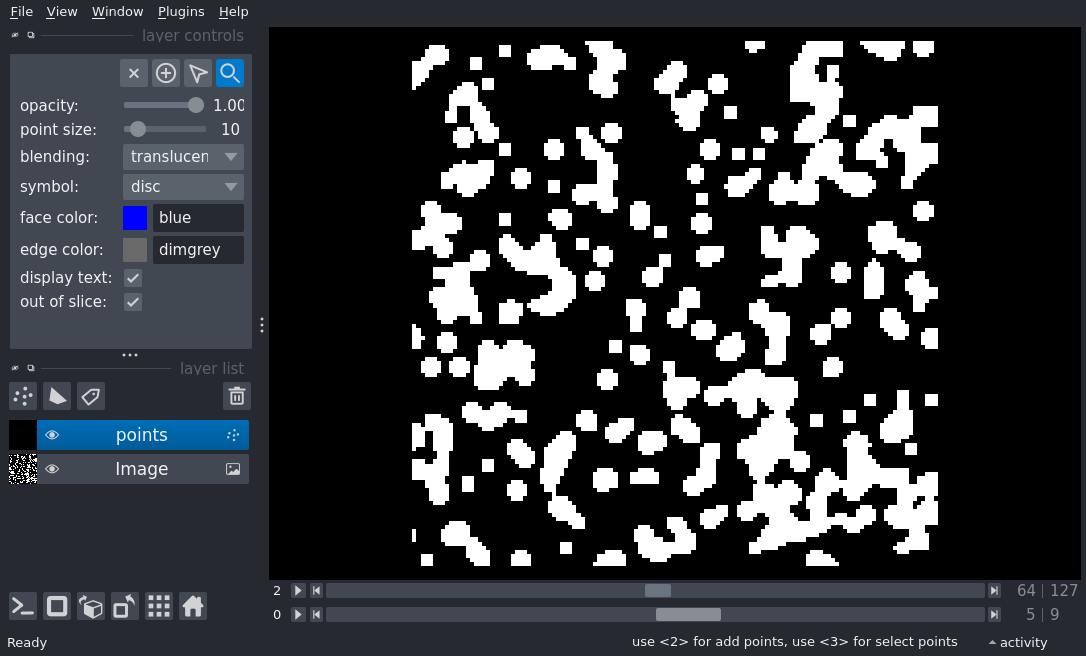 File View Window Plugins Help
layer controls
opacity: 1.00
point size: 10
blending: translucen
symbol: disc
face color: blue
edge color: dimgrey
display text:
out of slice:
layer list
points
Image
2 64 | 127
0 5 | 9
Ready use <2> for add points, use <3> for select points activity